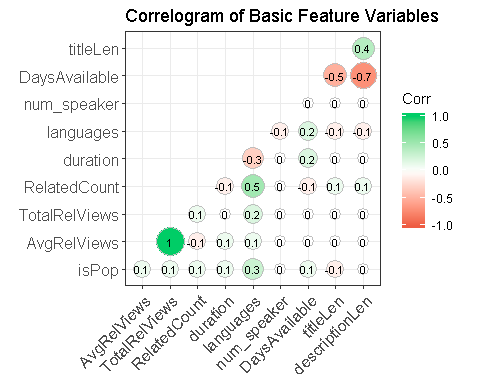 Correlogram of Basic Feature Variables
titleLen 0.4
DaysAvailable -0.5 -0.7
num_speaker 0 0 0
languages -0.1 0.2 -0.1 -0.1
duration -0.3 0 0.2 0 0
RelatedCount -0.1 0.5 0 -0.1 0.1 0.1
TotalRelViews 0.1 0 0.2 0 0 0 0
AvgRelViews 1 -0.1 0.1 0.1 0 0 0 0
isPop 0.1 0.1 0.1 0.1 0.3 0 0.1 -0.1 0
AvgRelViews
TotalRelViews
RelatedCount
duration
languages
num_speaker
DaysAvailable
titleLen
descriptionLen
Corr
1.0
0.5
0.0
-0.5
-1.0